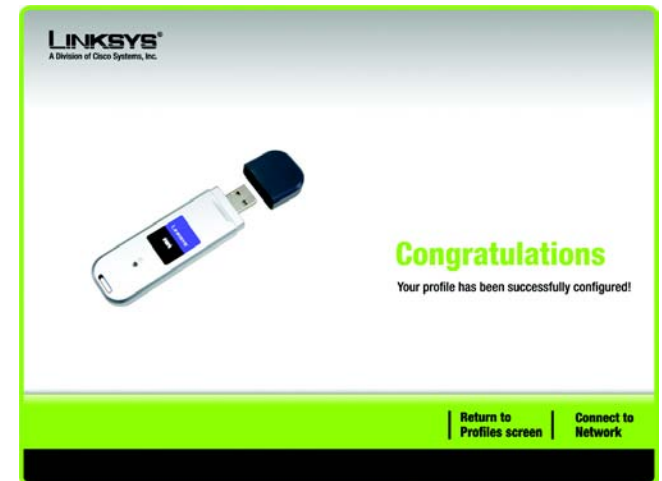 LINKSYS®
A Division of Cisco Systems, Inc.
Congratulations
Your profile has been successfully configured!
Return to
Profiles screen
Connect to
Network